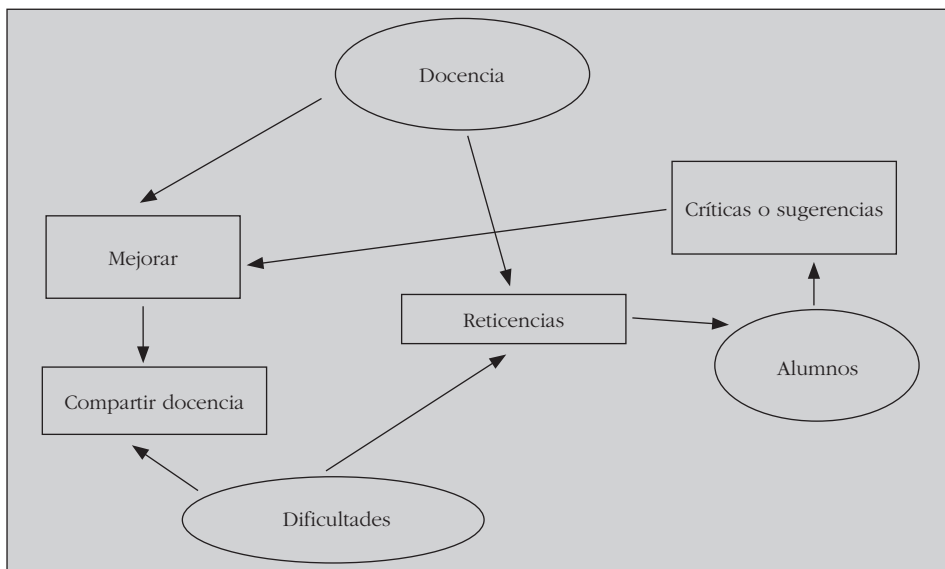 Docencia
Críticas o sugerencias
Mejorar
Reticencias
Alumnos
Compartir docencia
Dificultades